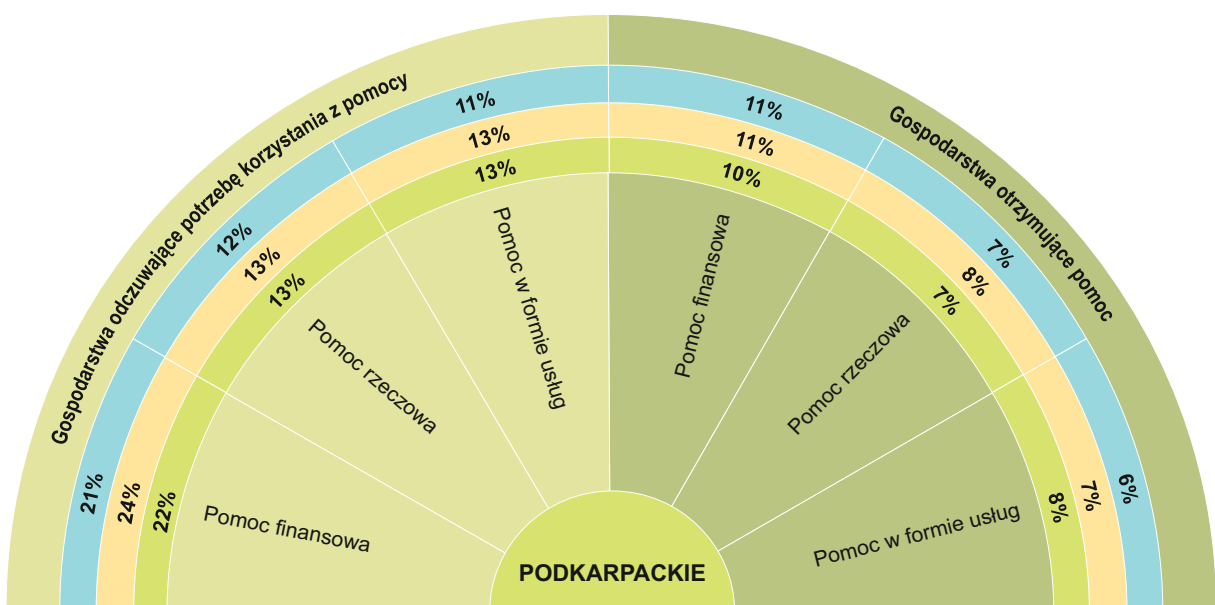 Gospodarstwa odczuwające potrzebę korzystania z pomocy
Gospodarstwa otrzymujące pomoc
21%
12%
11%
11%
7%
6%
24%
13%
13%
11%
8%
7%
22%
13%
13%
10%
7%
8%
Pomoc finansowa
Pomoc rzeczowa
Pomoc w formie usług
Pomoc finansowa
Pomoc rzeczowa
Pomoc w formie usług
PODKARPACKIE